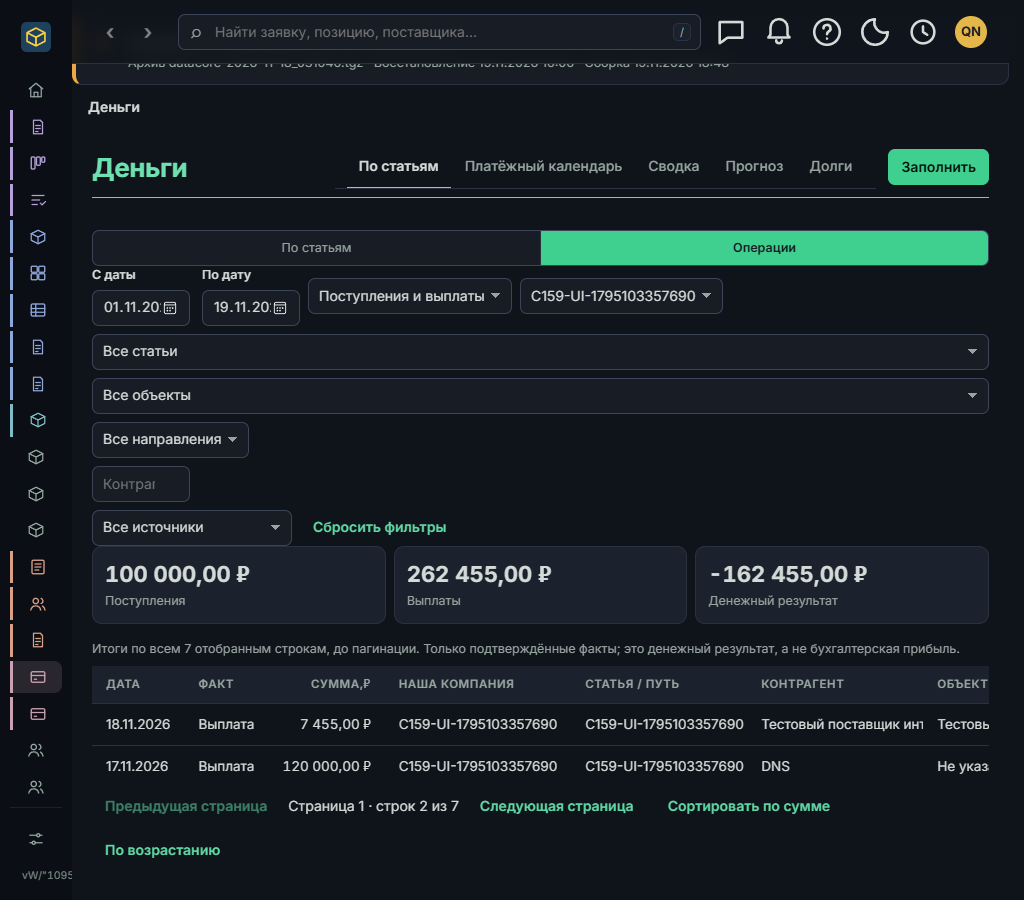 Найти заявку, позицию, поставщика... /
QN
Деньги
Деньги По статьям Платёжный календарь Сводка Прогноз Долги Заполнить
По статьям Операции
С даты По дату
01.11.20 19.11.20 Поступления и выплаты C159-UI-1795103357690
Все статьи
Все объекты
Все направления
Контраг
Все источники Сбросить фильтры
100 000,00 ₽ 262 455,00 ₽ -162 455,00 ₽
Поступления Выплаты Денежный результат
Итоги по всем 7 отобранным строкам, до пагинации. Только подтверждённые факты; это денежный результат, а не бухгалтерская прибыль.
ДАТА ФАКТ СУММА,₽ НАША КОМПАНИЯ СТАТЬЯ / ПУТЬ КОНТРАГЕНТ ОБЪЕКТ
18.11.2026 Выплата 7 455,00 ₽ C159-UI-1795103357690 C159-UI-1795103357690 Тестовый поставщик инт Тестовь
17.11.2026 Выплата 120 000,00 ₽ C159-UI-1795103357690 C159-UI-1795103357690 DNS Не указ
Предыдущая страница Страница 1 · строк 2 из 7 Следующая страница Сортировать по сумме
По возрастанию
vW/"1095